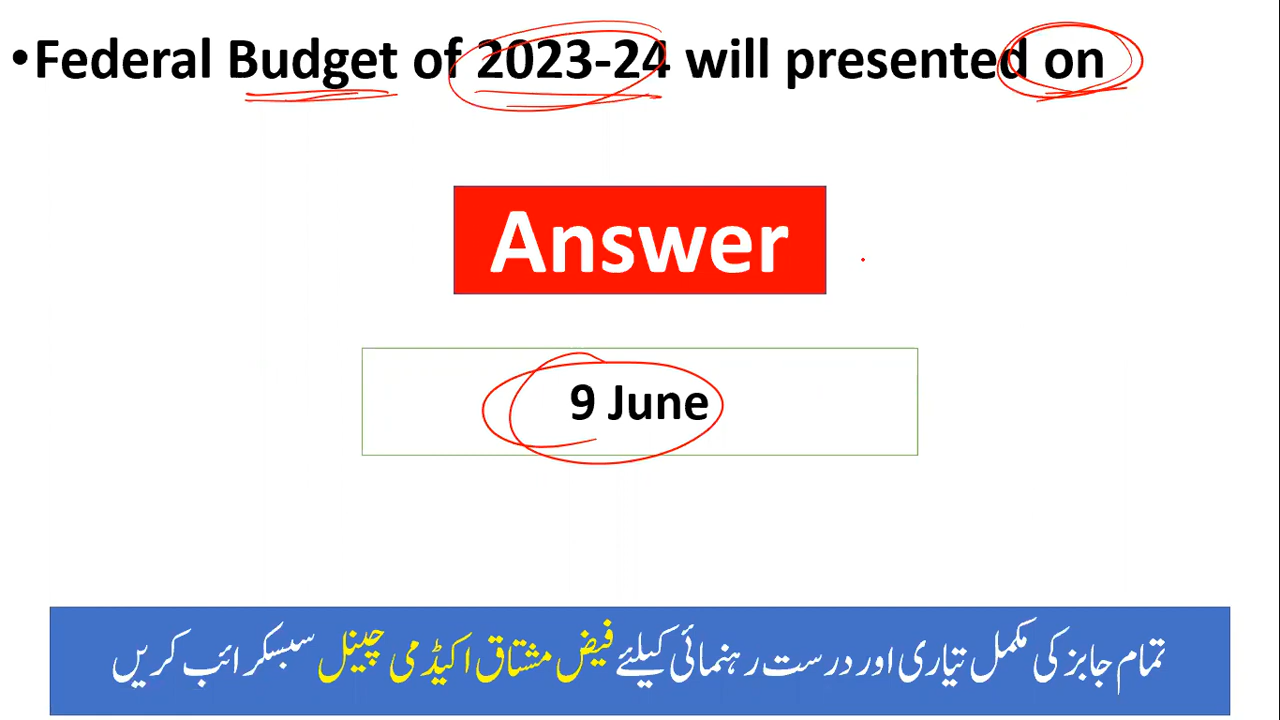 •Federal Budget of 2023-24 will presented on
Answer
9 June
تمام جابز کی مکمل تیاری اور درست رہنمائی کیلئے فیض مشتاق اکیڈمی چینل سبسکرائب کریں